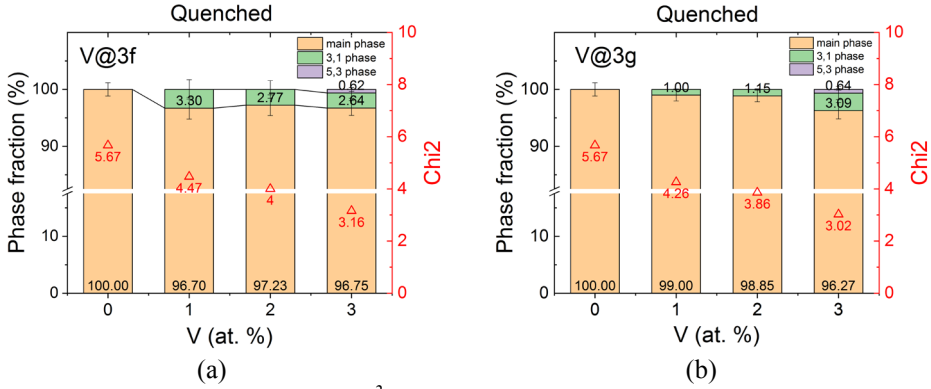 Quenched
V@3f
main phase
3,1 phase
5,3 phase
Phase fraction (%)
100
90
10
0
10
8
6
4
2
0
Chi2
0.62
3.30
2.77
2.64
5.67
4.47
4
3.16
100.00
96.70
97.23
96.75
0
1
2
3
V (at. %)
(a)
Quenched
V@3g
main phase
3,1 phase
5,3 phase
Phase fraction (%)
100
90
10
0
10
8
6
4
2
0
Chi2
1.00
1.15
0.64
3.09
5.67
4.26
3.86
3.02
100.00
99.00
98.85
96.27
0
1
2
3
V (at. %)
(b)